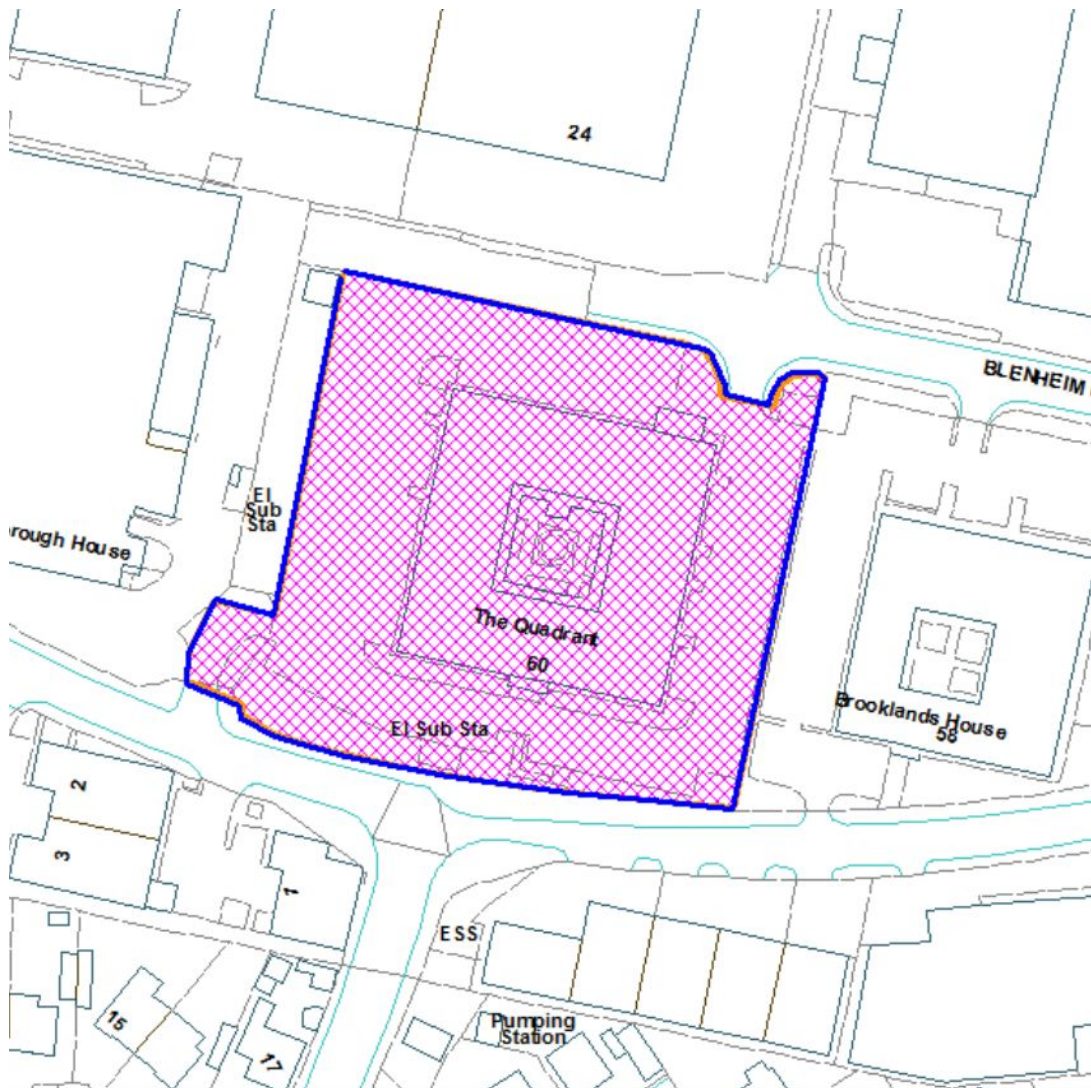 24
BLENHEIM
El
Sub
Sta
rough House
The Quadrant
60
Brooklands House
58
El Sub Sta
2
3
1
ESS
Pumping
Station
15
17